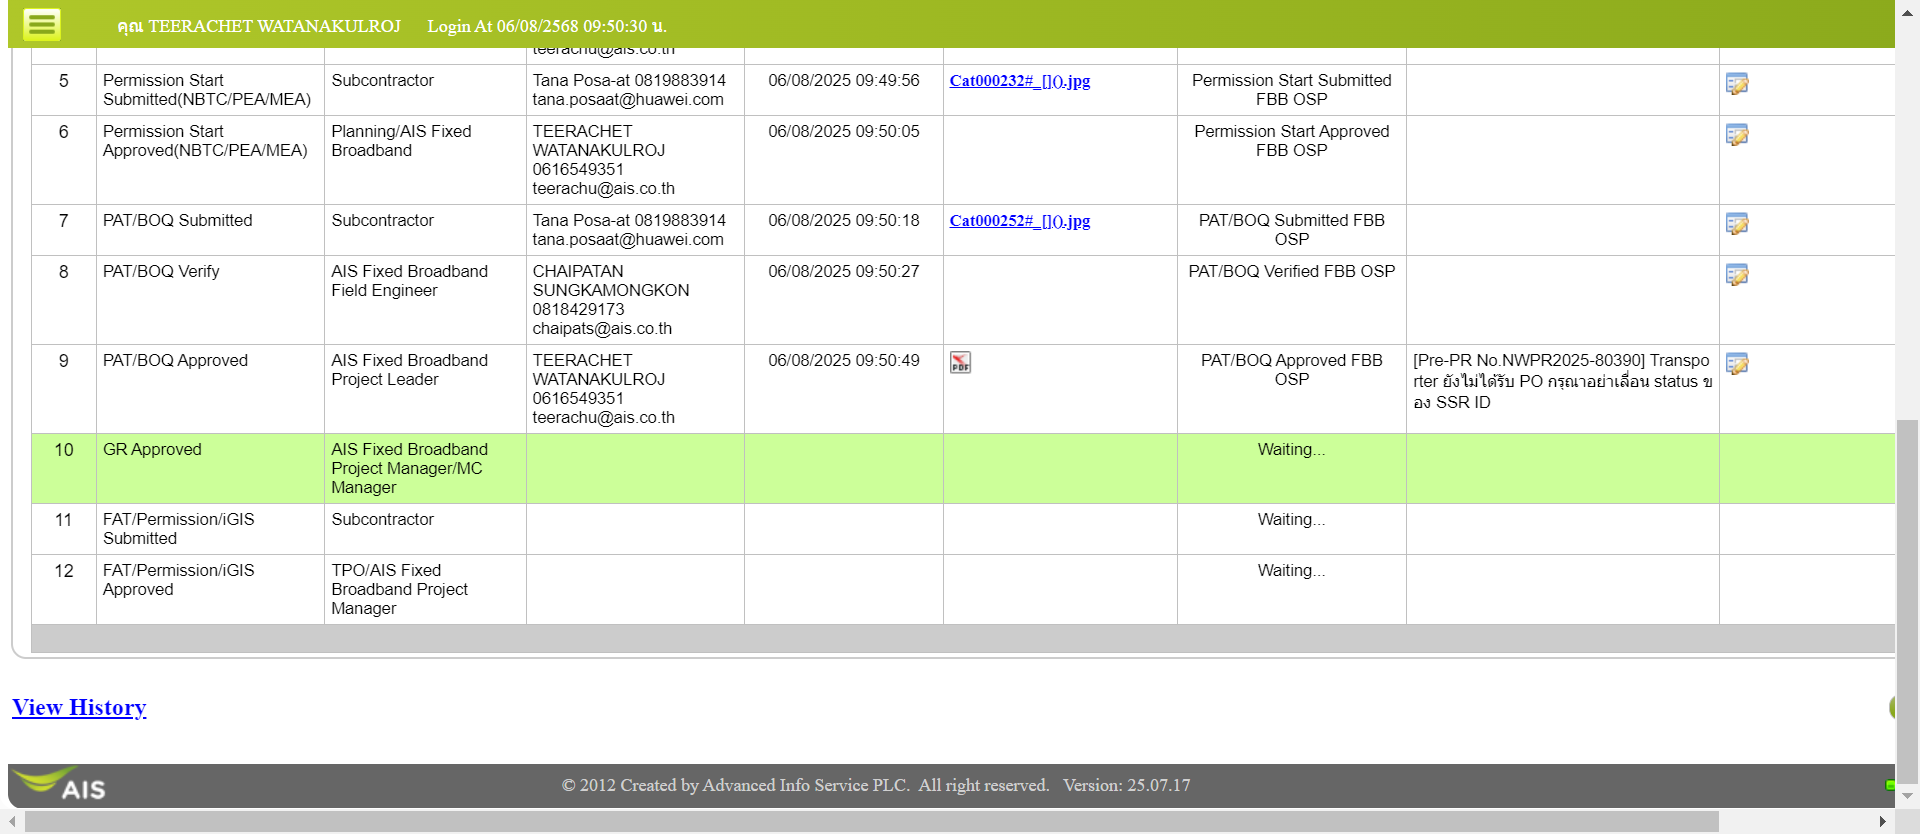 คุณ TEERACHET WATANAKULROJ Login At 06/08/2568 09:50:30 น.
teerachu@ais.co.th
5 Permission Start Subcontractor Tana Posa-at 0819883914 06/08/2025 09:49:56 Cat000232#_[]().jpg Permission Start Submitted
Submitted(NBTC/PEA/MEA) tana.posaat@huawei.com FBB OSP
6 Permission Start Planning/AIS Fixed TEERACHET 06/08/2025 09:50:05 Permission Start Approved
Approved(NBTC/PEA/MEA) Broadband WATANAKULROJ FBB OSP
0616549351
teerachu@ais.co.th
7 PAT/BOQ Submitted Subcontractor Tana Posa-at 0819883914 06/08/2025 09:50:18 Cat000252#_[]().jpg PAT/BOQ Submitted FBB
tana.posaat@huawei.com OSP
8 PAT/BOQ Verify AIS Fixed Broadband CHAIPATAN 06/08/2025 09:50:27 PAT/BOQ Verified FBB OSP
Field Engineer SUNGKAMONGKON
0818429173
chaipats@ais.co.th
9 PAT/BOQ Approved AIS Fixed Broadband TEERACHET 06/08/2025 09:50:49 PDF PAT/BOQ Approved FBB [Pre-PR No.NWPR2025-80390] Transpo
Project Leader WATANAKULROJ OSP rter ยังไม่ได้รับ PO กรุณาอย่าเลื่อน status ข
0616549351 อง SSR ID
teerachu@ais.co.th
10 GR Approved AIS Fixed Broadband Waiting...
Project Manager/MC
Manager
11 FAT/Permission/iGIS Subcontractor Waiting...
Submitted
12 FAT/Permission/iGIS TPO/AIS Fixed Waiting...
Approved Broadband Project
Manager
View History
AIS © 2012 Created by Advanced Info Service PLC. All right reserved. Version: 25.07.17